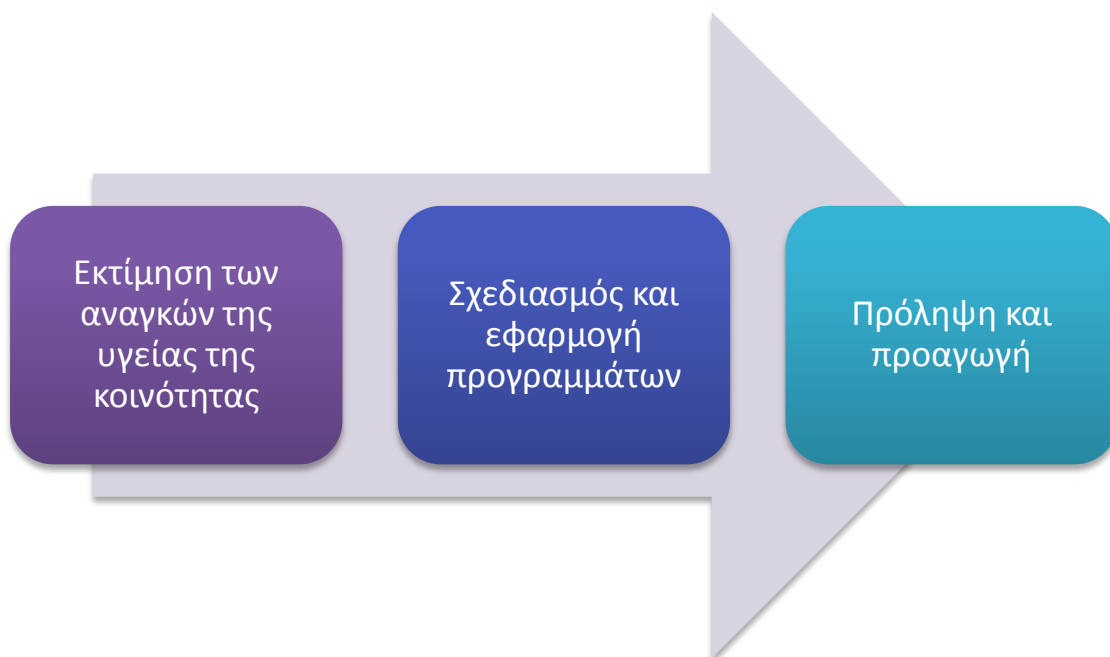 Εκτίμηση των
αναγκών της
υγείας της
κοινότητας
Σχεδιασμός και
εφαρμογή
προγραμμάτων
Πρόληψη και
προαγωγή